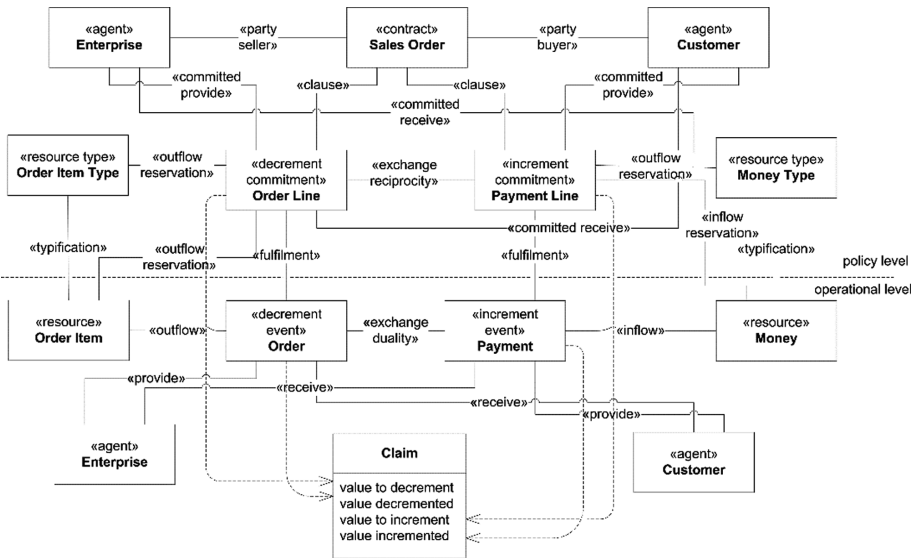 «agent»
Enterprise
«party
seller»
«contract»
Sales Order
«party
buyer»
«agent»
Customer
«committed
provide»
«clause»
«clause»
«committed
provide»
«committed
receive»
«resource type»
Order Item Type
«outflow
reservation»
«decrement
commitment»
Order Line
«exchange
reciprocity»
«increment
commitment»
Payment Line
«outflow
reservation»
«resource type»
Money Type
«committed receive»
«inflow
reservation»
«typification»
«outflow
reservation»
«fulfilment»
«fulfilment»
«typification»
policy level
operational level
«resource»
Order Item
«outflow»
«decrement
event»
Order
«exchange
duality»
«increment
event»
Payment
«inflow»
«resource»
Money
«provide»
«receive»
«receive»
«provide»
«agent»
Enterprise
«agent»
Customer
Claim
value to decrement
value decremented
value to increment
value incremented